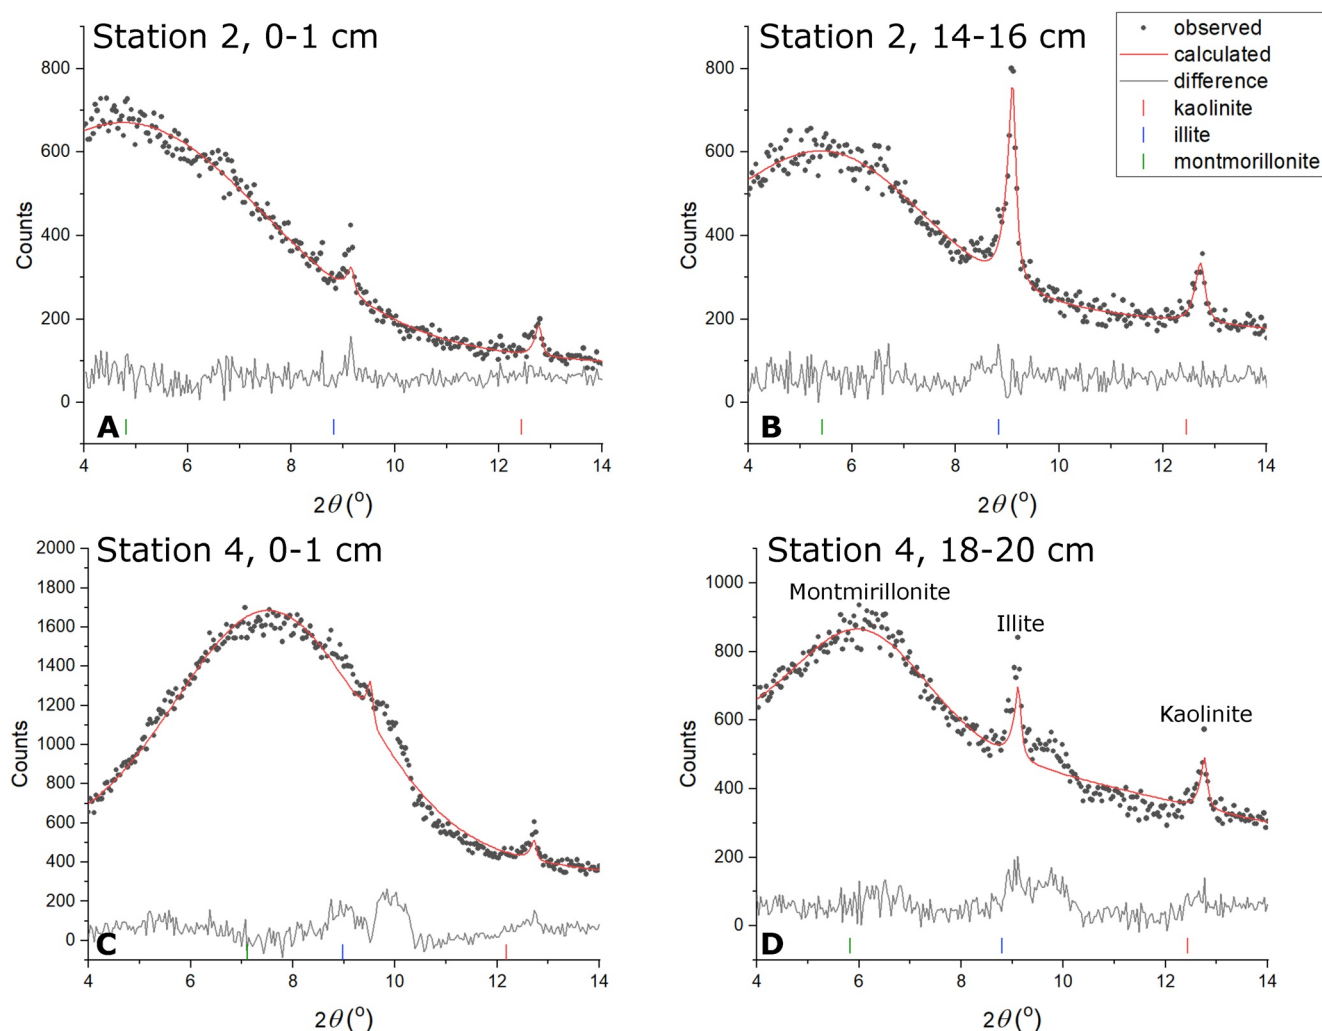 Station 2, 0-1 cm
800
600
400
200
0
Counts
A
4 6 8 10 12 14
2θ (°)
Station 2, 14-16 cm
800
600
400
200
0
Counts
B
4 6 8 10 12 14
2θ (°)
observed
calculated
difference
kaolinite
illite
montmorillonite
Station 4, 0-1 cm
2000
1800
1600
1400
1200
1000
800
600
400
200
0
Counts
C
4 6 8 10 12 14
2θ (°)
Station 4, 18-20 cm
Montmirillonite
Illite
Kaolinite
1000
800
600
400
200
0
Counts
D
4 6 8 10 12 14
2θ (°)